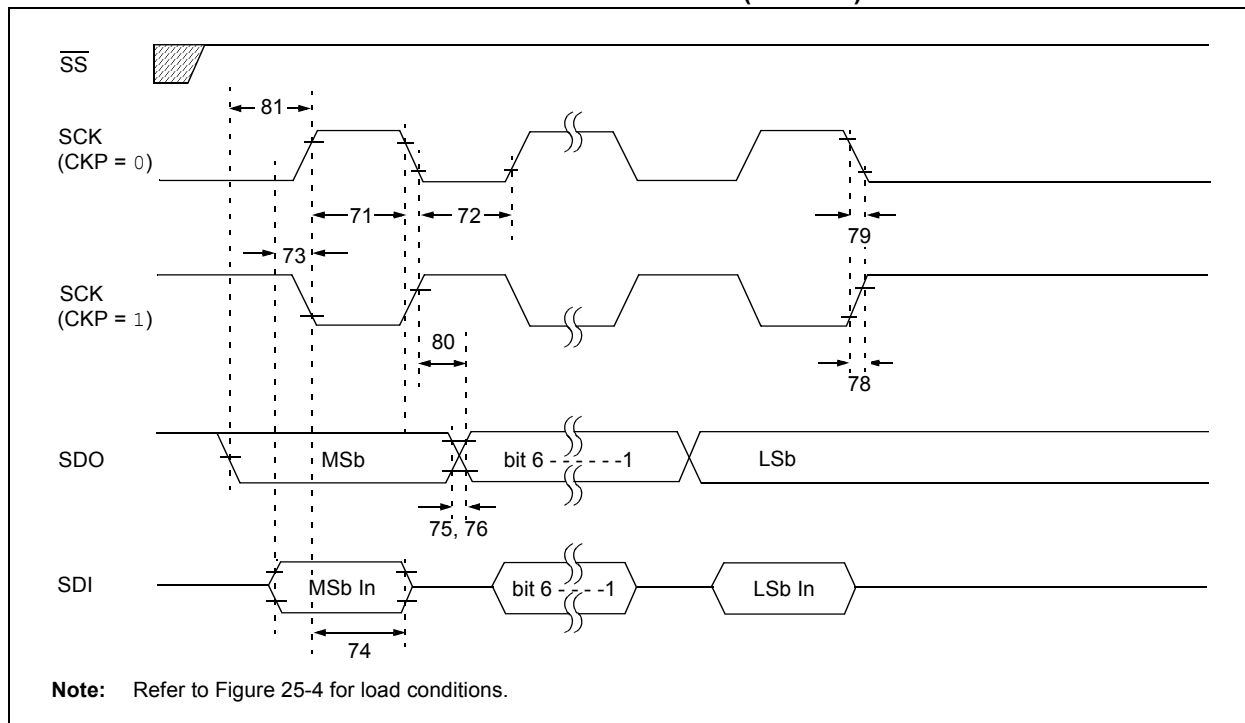 SS
81
SCK
(CKP = 0)
71
72
79
73
SCK
(CKP = 1)
80
78
SDO
MSb
bit 6 - - - - - - -1
LSb
75, 76
SDI
MSb In
bit 6 - - - - -1
LSb In
74
Note: Refer to Figure 25-4 for load conditions.